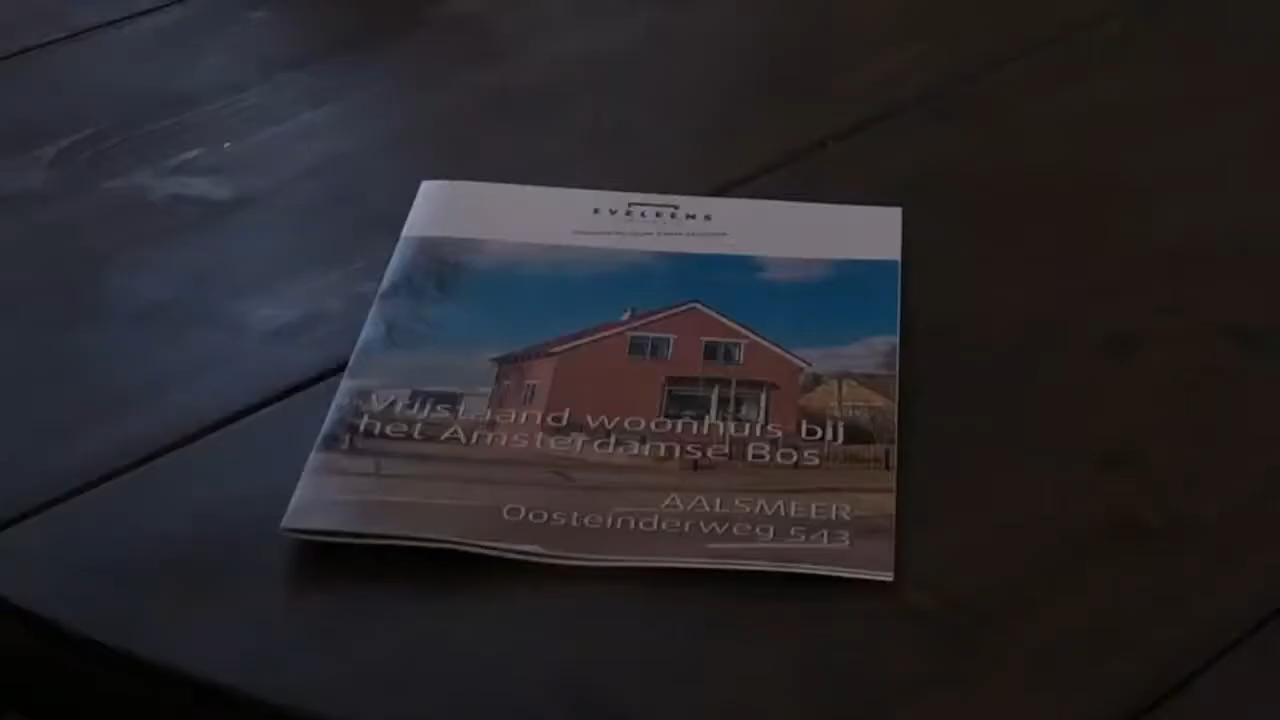 EVELEENS
Vrijstaand woonhuis bij
het Amsterdamse Bos
AALSMEER
Oosteinderweg 543